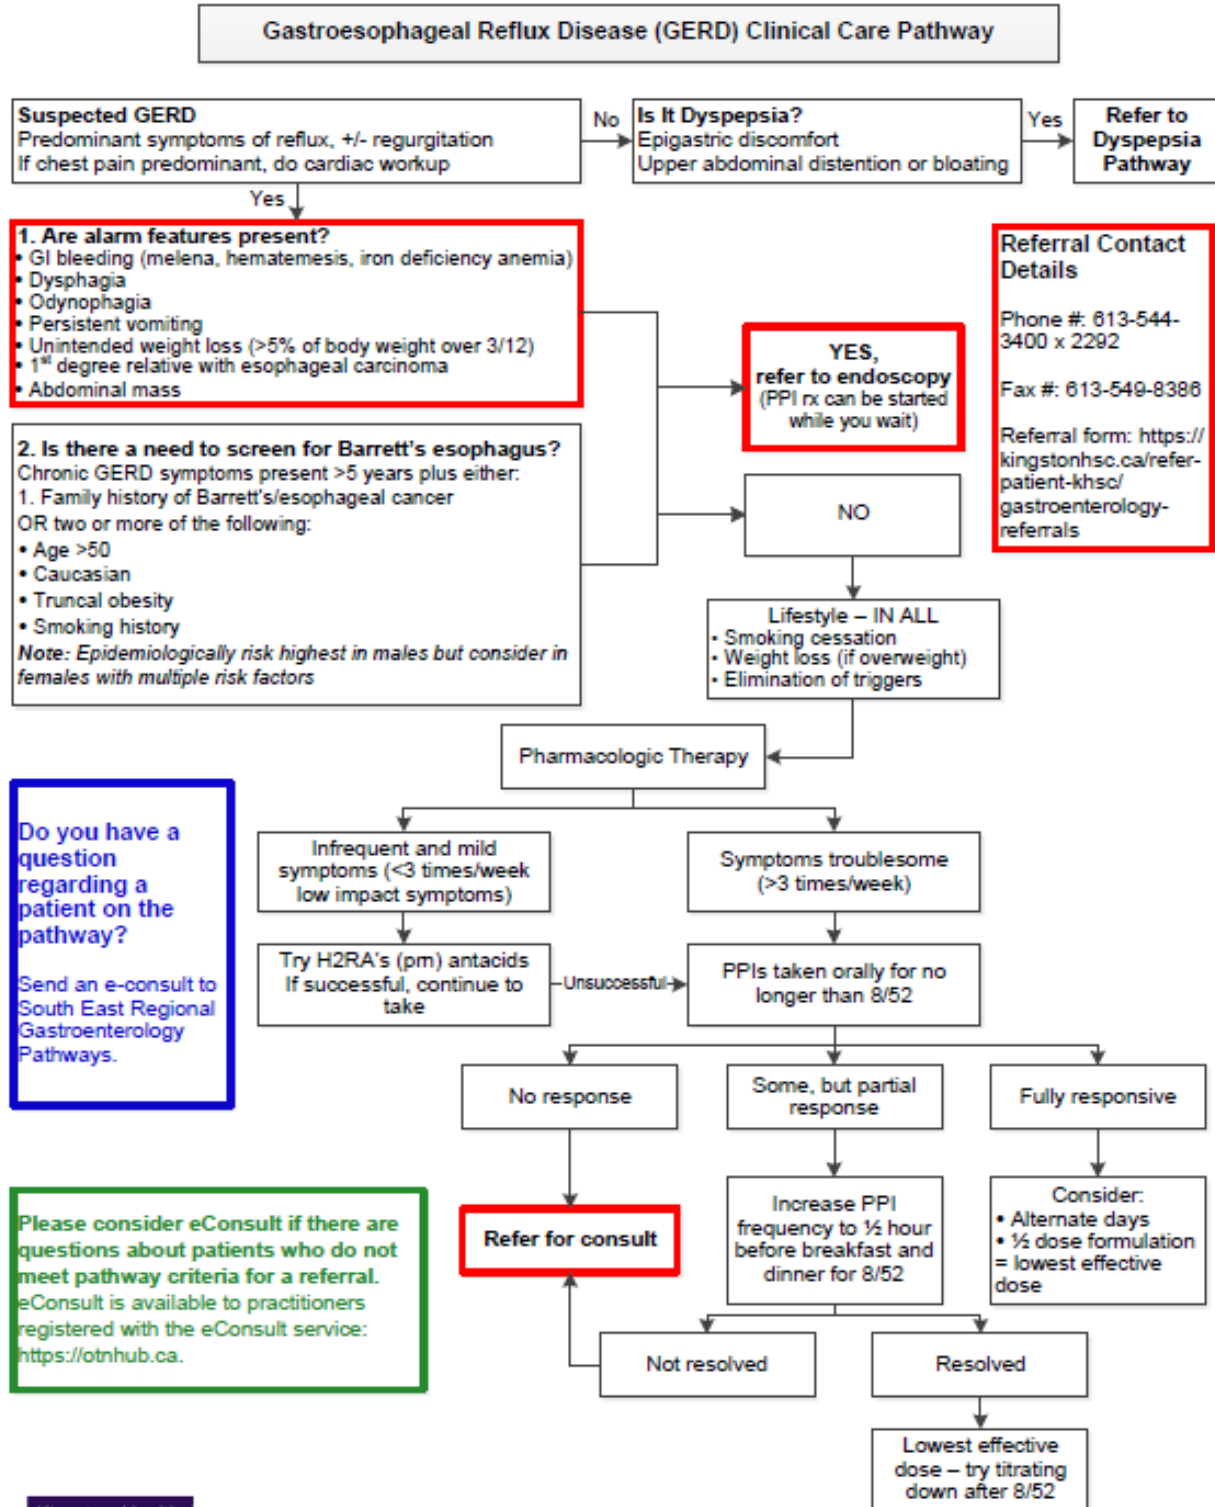 Gastroesophageal Reflux Disease (GERD) Clinical Care Pathway
Suspected GERD
Predominant symptoms of reflux, +/- regurgitation
If chest pain predominant, do cardiac workup
No
Is It Dyspepsia?
Epigastric discomfort
Upper abdominal distention or bloating
Yes
Refer to
Dyspepsia
Pathway
Yes
1. Are alarm features present?
• GI bleeding (melena, hematemesis, iron deficiency anemia)
• Dysphagia
• Odynophagia
• Persistent vomiting
• Unintended weight loss (>5% of body weight over 3/12)
• 1st degree relative with esophageal carcinoma
• Abdominal mass
2. Is there a need to screen for Barrett's esophagus?
Chronic GERD symptoms present >5 years plus either:
1. Family history of Barrett's/esophageal cancer
OR two or more of the following:
• Age >50
• Caucasian
• Truncal obesity
• Smoking history
Note: Epidemiologically risk highest in males but consider in
females with multiple risk factors
YES,
refer to endoscopy
(PPI rx can be started
while you wait)
NO
Referral Contact
Details
Phone #: 613-544-
3400 x 2292
Fax #: 613-549-8386
Referral form: https://
kingstonhsc.ca/refer-
patient-khsc/
gastroenterology-
referrals
Lifestyle – IN ALL
• Smoking cessation
• Weight loss (if overweight)
• Elimination of triggers
Pharmacologic Therapy
Infrequent and mild
symptoms (<3 times/week
low impact symptoms)
Symptoms troublesome
(>3 times/week)
Try H2RA's (prn) antacids
If successful, continue to
take
Unsuccessful
PPIs taken orally for no
longer than 8/52
No response
Some, but partial
response
Fully responsive
Refer for consult
Increase PPI
frequency to ½ hour
before breakfast and
dinner for 8/52
Consider:
• Alternate days
• ½ dose formulation
= lowest effective
dose
Not resolved
Resolved
Lowest effective
dose – try titrating
down after 8/52
Do you have a
question
regarding a
patient on the
pathway?
Send an e-consult to
South East Regional
Gastroenterology
Pathways.
Please consider eConsult if there are
questions about patients who do not
meet pathway criteria for a referral.
eConsult is available to practitioners
registered with the eConsult service:
https://otnhub.ca.